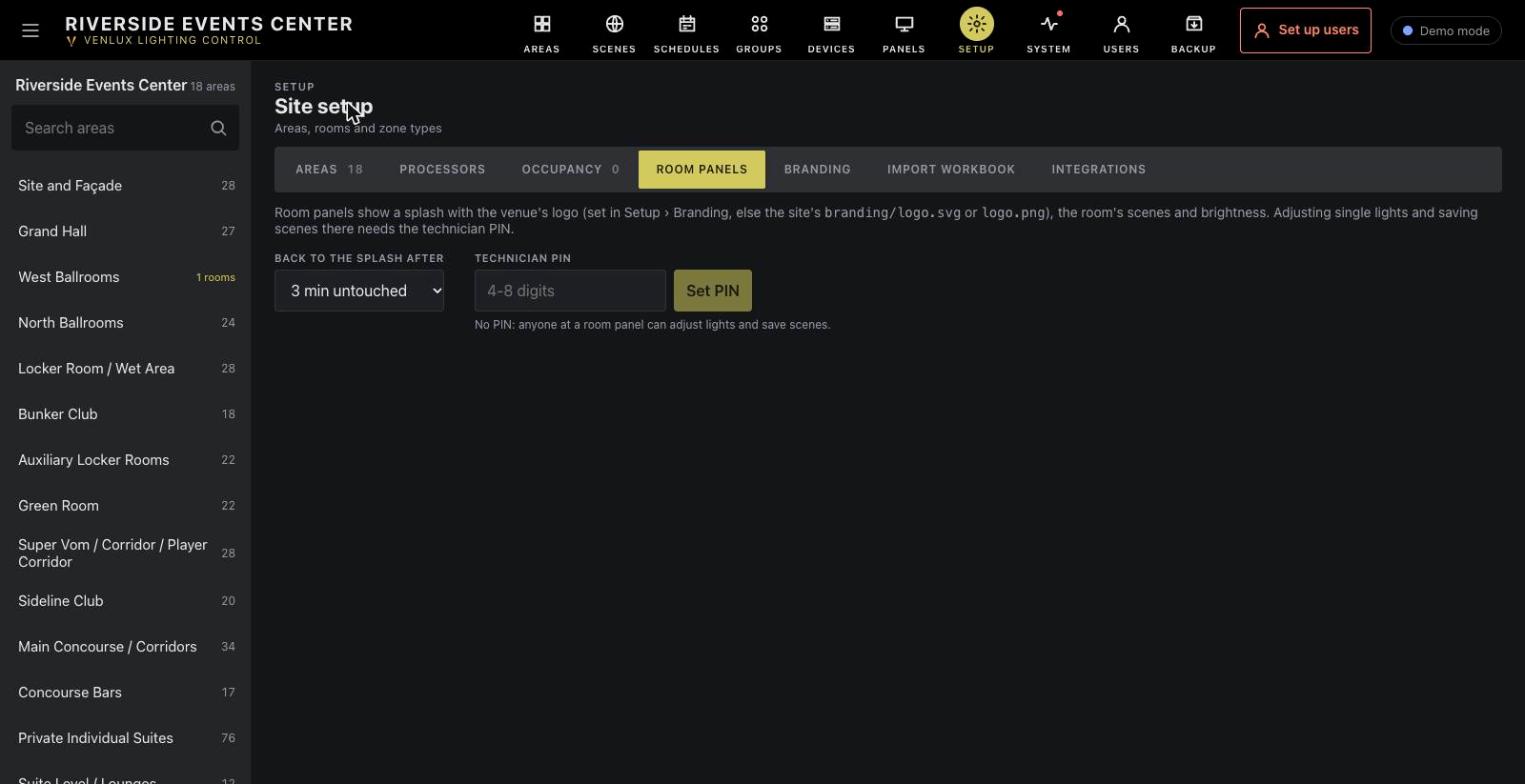 RIVERSIDE EVENTS CENTER
VENLUX LIGHTING CONTROL
AREAS
SCENES
SCHEDULES
GROUPS
DEVICES
PANELS
SETUP
SYSTEM
USERS
BACKUP
Set up users
Demo mode
Riverside Events Center 18 areas
Search areas
Site and Façade 28
Grand Hall 27
West Ballrooms 1 rooms
North Ballrooms 24
Locker Room / Wet Area 28
Bunker Club 18
Auxiliary Locker Rooms 22
Green Room 22
Super Vom / Corridor / Player
Corridor 28
Sideline Club 20
Main Concourse / Corridors 34
Concourse Bars 17
Private Individual Suites 76
Suite Level / Lounges 12
SETUP
Site setup
Areas, rooms and zone types
AREAS 18 PROCESSORS OCCUPANCY 0 ROOM PANELS BRANDING IMPORT WORKBOOK INTEGRATIONS
Room panels show a splash with the venue's logo (set in Setup › Branding, else the site's branding/logo.svg or logo.png), the room's scenes and brightness. Adjusting single lights and saving
scenes there needs the technician PIN.
BACK TO THE SPLASH AFTER
3 min untouched
TECHNICIAN PIN
4-8 digits
Set PIN
No PIN: anyone at a room panel can adjust lights and save scenes.